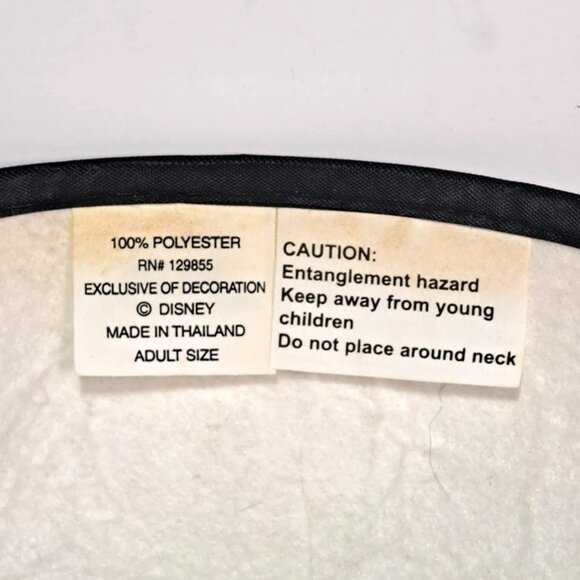 100% POLYESTER
RN# 129855
EXCLUSIVE OF DECORATION
© DISNEY
MADE IN THAILAND
ADULT SIZE
CAUTION:
Entanglement hazard
Keep away from young
children
Do not place around neck